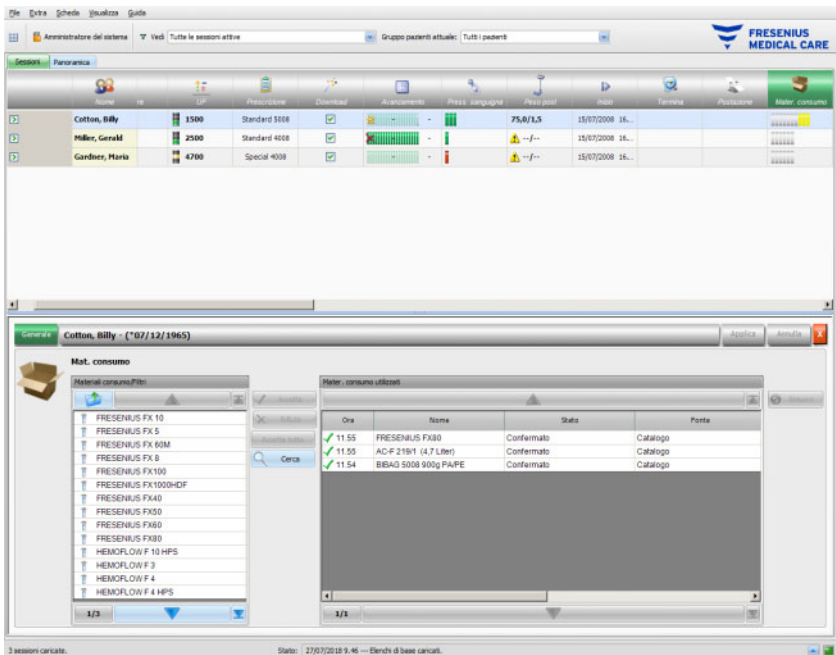 File Extra Scheda Visualizza Guida
Amministratore del sistema Vedi Tutte le sessioni attive Gruppo pazienti attuale: Tutti i pazienti
FRESENIUS
MEDICAL CARE
Sessioni Panoramica
Nome re UF Prescrizione Download Avanzamento Press. sanguigna Peso post Inizio Termina Postazione Mater. consumo
Cotton, Billy 1500 Standard 5008 - - 75,0/1,5 15/07/2008 16...
Miller, Gerald 2500 Standard 4008 - --/-- 15/07/2008 16...
Gardner, Maria 4700 Special 4008 - - --/-- 15/07/2008 16...
Generale Cotton, Billy - (*07/12/1965) Applica Annulla X
Mat. consumo
Materiali consumo/Filtri Mater. consumo utilizzati
Accetta
Rifiuta
Accetta tutto
Cerca
Rimuovi
Ora Nome Stato Fonte
11.55 FRESENIUS FX80 Confermato Catalogo
11.55 AC-F 219/1 (4,7 Liter) Confermato Catalogo
11.54 BIBAG 5008 900g PA/PE Confermato Catalogo
FRESENIUS FX 10
FRESENIUS FX 5
FRESENIUS FX 60M
FRESENIUS FX 8
FRESENIUS FX100
FRESENIUS FX1000HDF
FRESENIUS FX40
FRESENIUS FX50
FRESENIUS FX60
FRESENIUS FX80
HEMOFLOW F 10 HPS
HEMOFLOW F 3
HEMOFLOW F 4
HEMOFLOW F 4 HPS
1/3 1/1
3 sessioni caricate. Stato: 27/07/2018 9.46 --- Elenchi di base caricati.